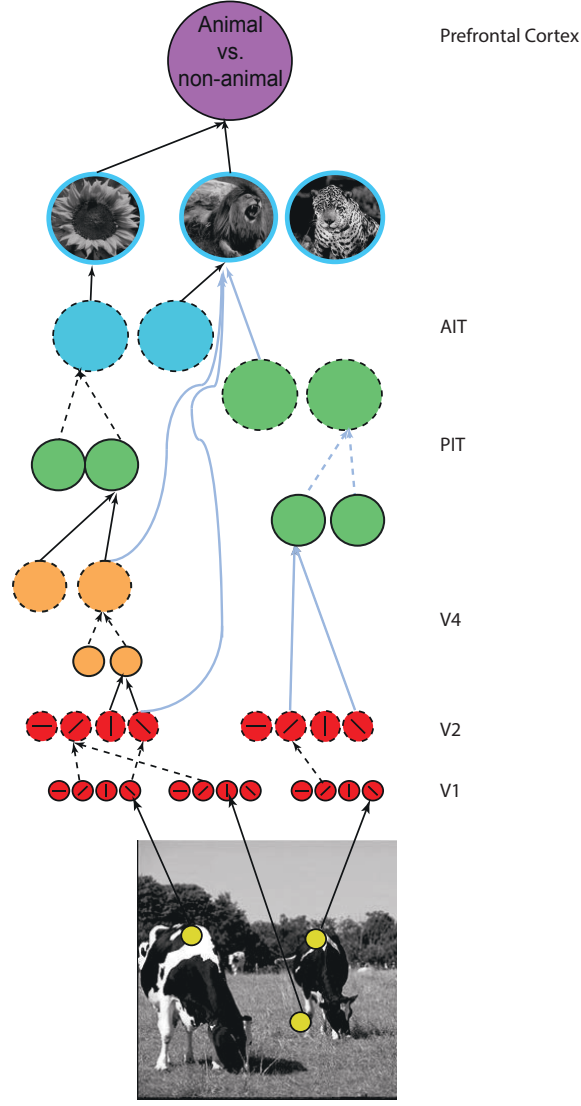 Animal
vs.
non-animal
Prefrontal Cortex
AIT
PIT
V4
V2
V1